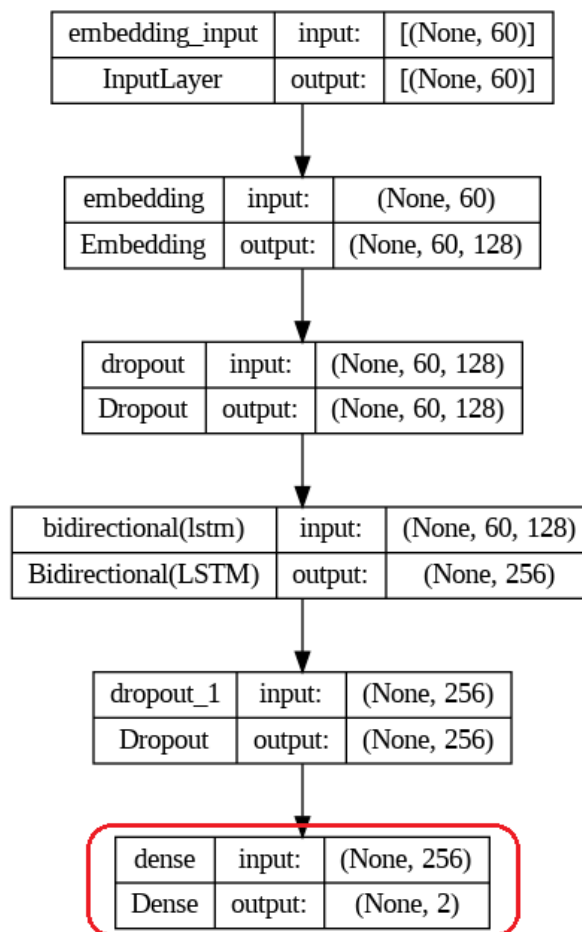 embedding_input input: [(None, 60)]
InputLayer output: [(None, 60)]
embedding input: (None, 60)
Embedding output: (None, 60, 128)
dropout input: (None, 60, 128)
Dropout output: (None, 60, 128)
bidirectional(lstm) input: (None, 60, 128)
Bidirectional(LSTM) output: (None, 256)
dropout_1 input: (None, 256)
Dropout output: (None, 256)
dense input: (None, 256)
Dense output: (None, 2)